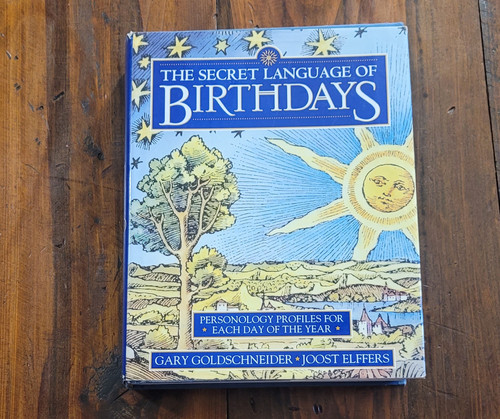 THE SECRET LANGUAGE OF
BIRTHDAYS
PERSONOLOGY PROFILES FOR
EACH DAY OF THE YEAR
GARY GOLDSCHNEIDER • JOOST ELFFERS